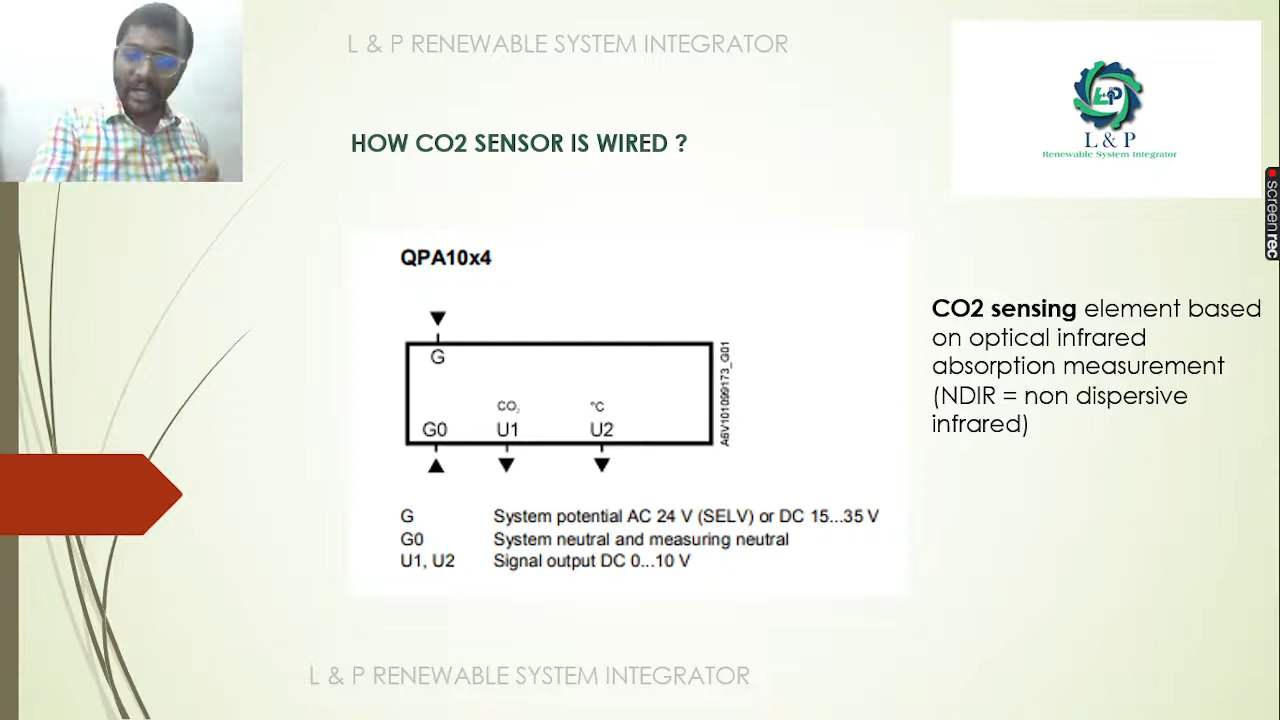 L & P RENEWABLE SYSTEM INTEGRATOR
L&P
L & P
Renewable System Integrator
HOW CO2 SENSOR IS WIRED ?
screenrec
QPA10x4
G
CO₂ °C
G0 U1 U2
A6V101099173_G01
G System potential AC 24 V (SELV) or DC 15...35 V
G0 System neutral and measuring neutral
U1, U2 Signal output DC 0...10 V
CO2 sensing element based
on optical infrared
absorption measurement
(NDIR = non dispersive
infrared)
L & P RENEWABLE SYSTEM INTEGRATOR